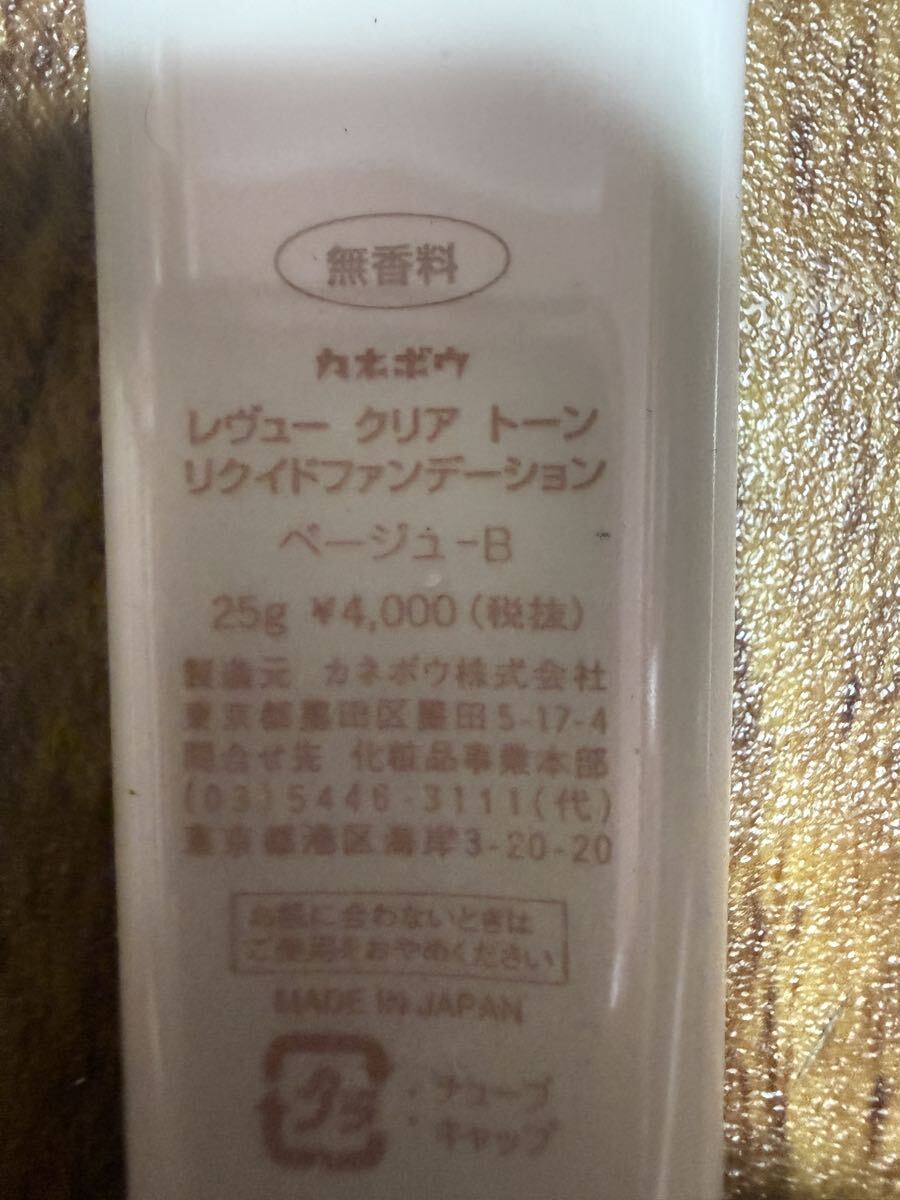 無香料
カネボウ
レヴュー クリア トーン
リクイドファンデーション
ベージュ-B
25g ¥4,000(税抜)
製造元 カネボウ株式会社
東京都墨田区墨田5-17-4
問合せ先 化粧品事業本部
(03)5446-3111(代)
東京都港区海岸3-20-20
お肌に合わないときは
ご使用をおやめください
MADE IN JAPAN
プラ
・チューブ
・キャップ